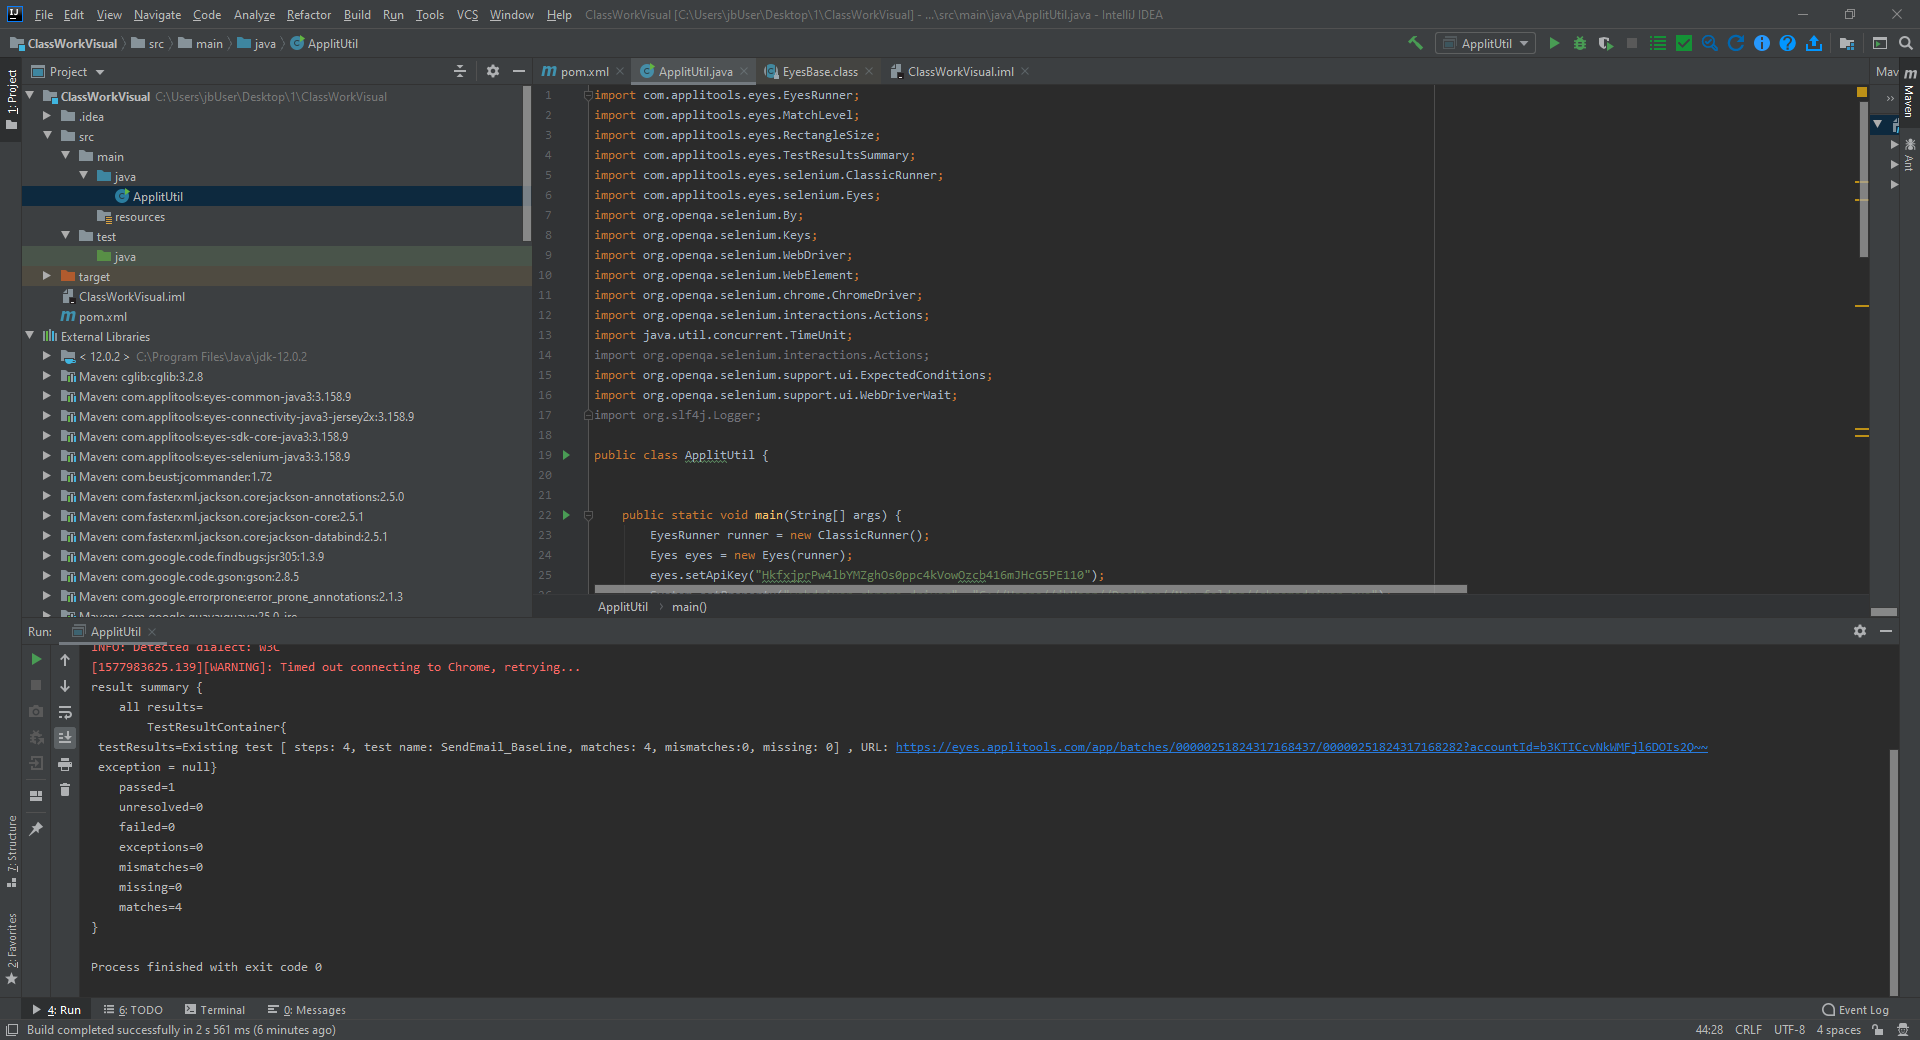 File Edit View Navigate Code Analyze Refactor Build Run Tools VCS Window Help ClassWorkVisual [C:\Users\jbUser\Desktop\1\ClassWorkVisual] - ...\src\main\java\ApplitUtil.java - IntelliJ IDEA
ClassWorkVisual src main java ApplitUtil
ApplitUtil
Project
pom.xml ApplitUtil.java EyesBase.class ClassWorkVisual.iml
Mav
1: Project
Maven
Ant
ClassWorkVisual C:\Users\jbUser\Desktop\1\ClassWorkVisual
.idea
src
main
java
ApplitUtil
resources
test
java
target
ClassWorkVisual.iml
pom.xml
External Libraries
< 12.0.2 > C:\Program Files\Java\jdk-12.0.2
Maven: cglib:cglib:3.2.8
Maven: com.applitools:eyes-common-java3:3.158.9
Maven: com.applitools:eyes-connectivity-java3-jersey2x:3.158.9
Maven: com.applitools:eyes-sdk-core-java3:3.158.9
Maven: com.applitools:eyes-selenium-java3:3.158.9
Maven: com.beust:jcommander:1.72
Maven: com.fasterxml.jackson.core:jackson-annotations:2.5.0
Maven: com.fasterxml.jackson.core:jackson-core:2.5.1
Maven: com.fasterxml.jackson.core:jackson-databind:2.5.1
Maven: com.google.code.findbugs:jsr305:1.3.9
Maven: com.google.code.gson:gson:2.8.5
Maven: com.google.errorprone:error_prone_annotations:2.1.3
1 import com.applitools.eyes.EyesRunner;
2 import com.applitools.eyes.MatchLevel;
3 import com.applitools.eyes.RectangleSize;
4 import com.applitools.eyes.TestResultsSummary;
5 import com.applitools.eyes.selenium.ClassicRunner;
6 import com.applitools.eyes.selenium.Eyes;
7 import org.openqa.selenium.By;
8 import org.openqa.selenium.Keys;
9 import org.openqa.selenium.WebDriver;
10 import org.openqa.selenium.WebElement;
11 import org.openqa.selenium.chrome.ChromeDriver;
12 import org.openqa.selenium.interactions.Actions;
13 import java.util.concurrent.TimeUnit;
14 import org.openqa.selenium.interactions.Actions;
15 import org.openqa.selenium.support.ui.ExpectedConditions;
16 import org.openqa.selenium.support.ui.WebDriverWait;
17 import org.slf4j.Logger;
18
19 public class ApplitUtil {
20
21
22 public static void main(String[] args) {
23 EyesRunner runner = new ClassicRunner();
24 Eyes eyes = new Eyes(runner);
25 eyes.setApiKey("HkfxjprPw4lbYMZghOs0ppc4kVowOzcb416mJHcG5PE110");
ApplitUtil main()
Run: ApplitUtil
INFO: Detected dialect: W3C
[1577983625.139][WARNING]: Timed out connecting to Chrome, retrying...
result summary {
all results=
TestResultContainer{
testResults=Existing test [ steps: 4, test name: SendEmail_BaseLine, matches: 4, mismatches:0, missing: 0] , URL: https://eyes.applitools.com/app/batches/00000251824317168437/00000251824317168282?accountId=b3KTICcvNkWMFjl6DOIs2Q~~
exception = null}
passed=1
unresolved=0
failed=0
exceptions=0
mismatches=0
missing=0
matches=4
}
Process finished with exit code 0
7: Structure
2: Favorites
4: Run 6: TODO Terminal 0: Messages Event Log
Build completed successfully in 2 s 561 ms (6 minutes ago) 44:28 CRLF UTF-8 4 spaces